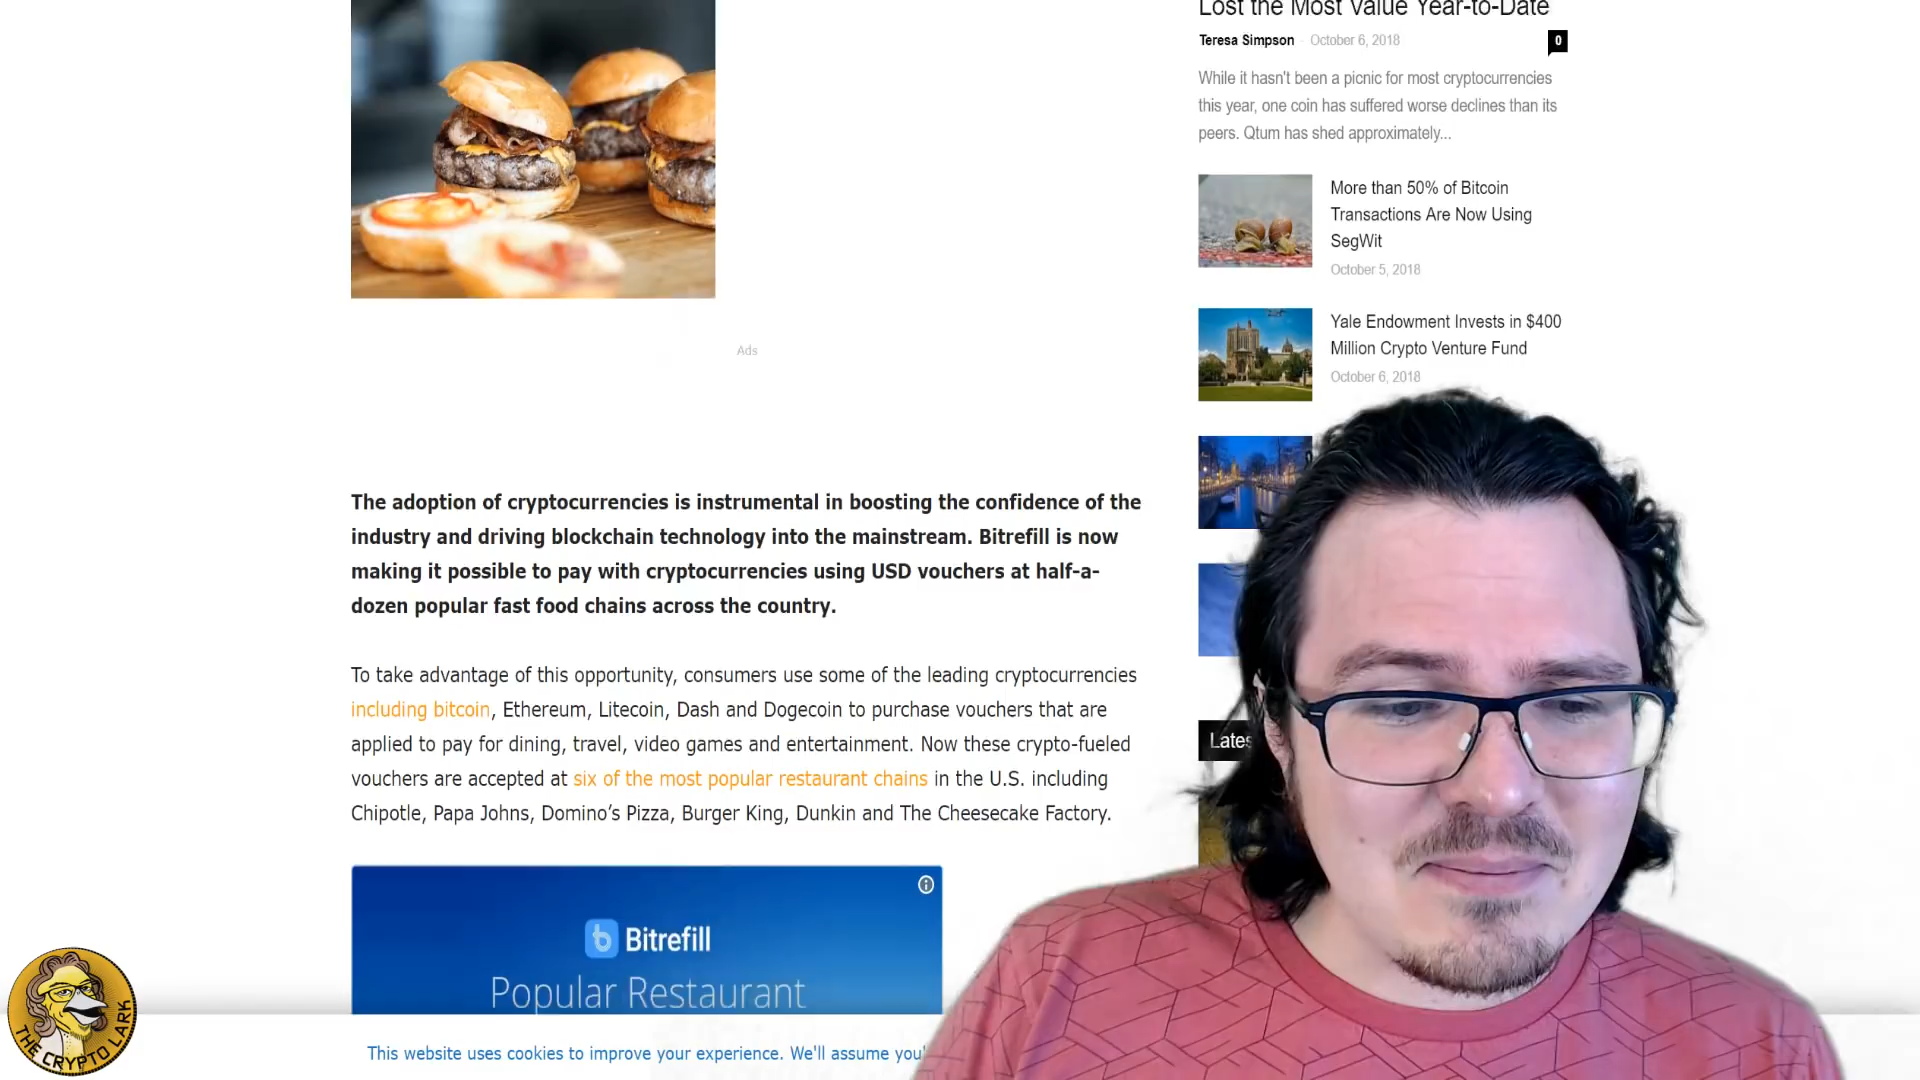 Lost the Most Value Year-to-Date
Teresa Simpson - October 6, 2018
0
While it hasn't been a picnic for most cryptocurrencies
this year, one coin has suffered worse declines than its
peers. Qtum has shed approximately...
More than 50% of Bitcoin
Transactions Are Now Using
SegWit
October 5, 2018
Yale Endowment Invests in $400
Million Crypto Venture Fund
October 6, 2018
Ads
The adoption of cryptocurrencies is instrumental in boosting the confidence of the
industry and driving blockchain technology into the mainstream. Bitrefill is now
making it possible to pay with cryptocurrencies using USD vouchers at half-a-
dozen popular fast food chains across the country.
To take advantage of this opportunity, consumers use some of the leading cryptocurrencies
including bitcoin, Ethereum, Litecoin, Dash and Dogecoin to purchase vouchers that are
applied to pay for dining, travel, video games and entertainment. Now these crypto-fueled
vouchers are accepted at six of the most popular restaurant chains in the U.S. including
Chipotle, Papa Johns, Domino's Pizza, Burger King, Dunkin and The Cheesecake Factory.
Lates
Bitrefill
Popular Restaurant
This website uses cookies to improve your experience. We'll assume you'
THE CRYPTO LARK